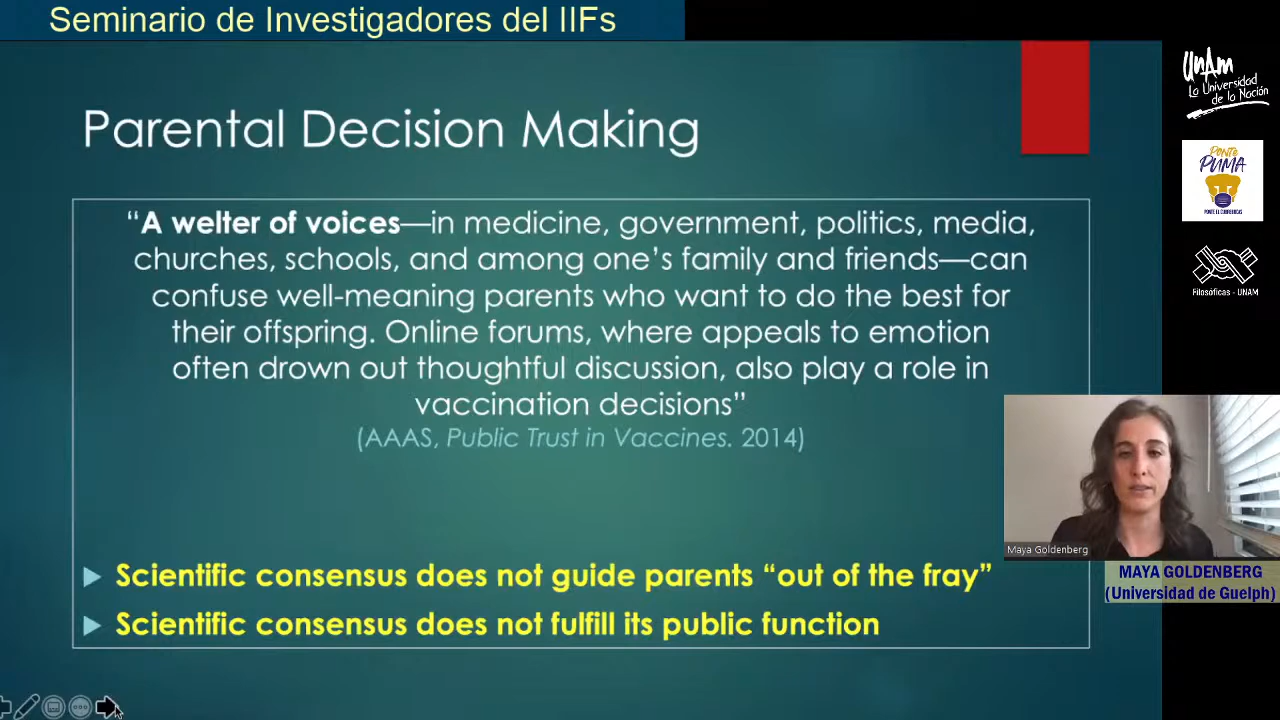 Seminario de Investigadores del IIFs
Parental Decision Making
“A welter of voices—in medicine, government, politics, media,
churches, schools, and among one’s family and friends—can
confuse well-meaning parents who want to do the best for
their offspring. Online forums, where appeals to emotion
often drown out thoughtful discussion, also play a role in
vaccination decisions”
(AAAS, Public Trust in Vaccines. 2014)
Scientific consensus does not guide parents “out of the fray”
Scientific consensus does not fulfill its public function
UNAM
La Universidad
de la Nación
PONTE
PUMA
PONTE EL CUBREBOCAS
Filosóficas - UNAM
Maya Goldenberg
MAYA GOLDENBERG
(Universidad de Guelph)